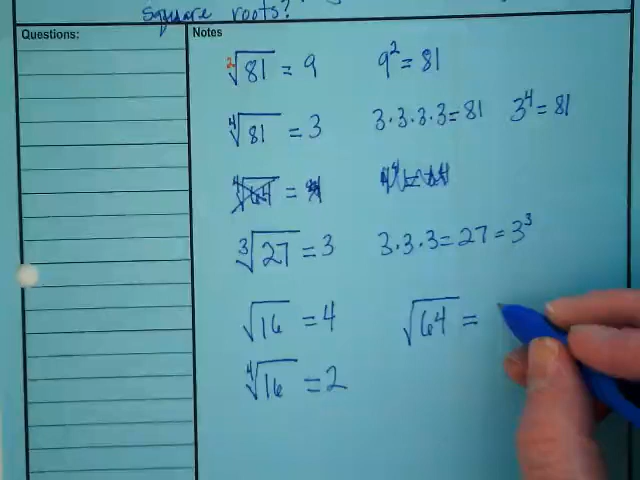 square roots?
Questions:
Notes
²√81 = 9   9² = 81
⁴√81 = 3   3·3·3·3 = 81   3⁴ = 81
³√27 = 3   3·3·3 = 27 = 3³
√16 = 4   √64 =
⁴√16 = 2